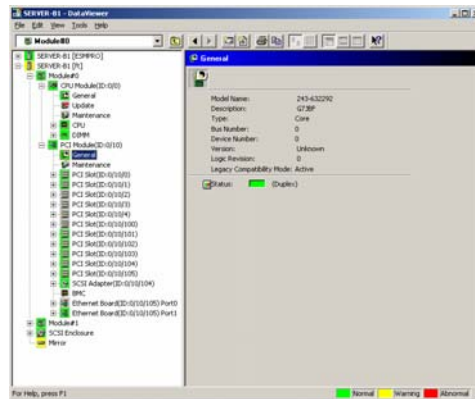 SERVER-B1 - DataViewer
File Edit View Tools Help
Module#0
SERVER-B1 [ESMPRO]
SERVER-B1 [ft]
Module#0
CPU Module(ID:0/0)
General
Update
Maintenance
CPU
DIMM
PCI Module(ID:0/10)
General
Maintenance
PCI Slot(ID:0/10/0)
PCI Slot(ID:0/10/1)
PCI Slot(ID:0/10/2)
PCI Slot(ID:0/10/3)
PCI Slot(ID:0/10/4)
PCI Slot(ID:0/10/100)
PCI Slot(ID:0/10/101)
PCI Slot(ID:0/10/102)
PCI Slot(ID:0/10/103)
PCI Slot(ID:0/10/104)
PCI Slot(ID:0/10/105)
SCSI Adapter(ID:0/10/104)
BMC
Ethernet Board(ID:0/10/105) Port0
Ethernet Board(ID:0/10/105) Port1
Module#1
SCSI Enclosure
Mirror
General
Model Name: 243-632292
Description: G7JBF
Type: Core
Bus Number: 0
Device Number: 0
Version: Unknown
Logic Revision: 0
Legacy Compatibility Mode: Active
Status: (Duplex)
For Help, press F1
Normal Warning Abnormal